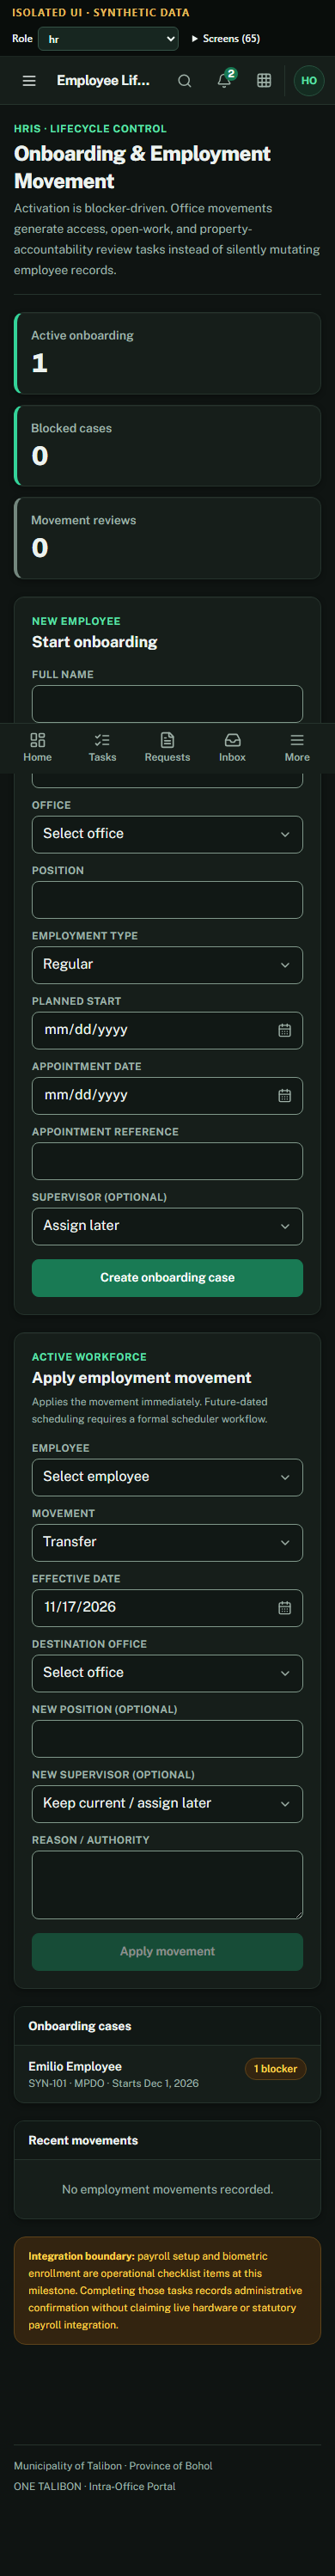 ISOLATED UI · SYNTHETIC DATA
Role hr ▶ Screens (65)
Employee Lif... 2 HO
HRIS · LIFECYCLE CONTROL
Onboarding & Employment
Movement
Activation is blocker-driven. Office movements
generate access, open-work, and property-
accountability review tasks instead of silently mutating
employee records.
Active onboarding
1
Blocked cases
0
Movement reviews
0
NEW EMPLOYEE
Start onboarding
FULL NAME
Home Tasks Requests Inbox More
OFFICE
Select office
POSITION
EMPLOYMENT TYPE
Regular
PLANNED START
mm/dd/yyyy
APPOINTMENT DATE
mm/dd/yyyy
APPOINTMENT REFERENCE
SUPERVISOR (OPTIONAL)
Assign later
Create onboarding case
ACTIVE WORKFORCE
Apply employment movement
Applies the movement immediately. Future-dated
scheduling requires a formal scheduler workflow.
EMPLOYEE
Select employee
MOVEMENT
Transfer
EFFECTIVE DATE
11/17/2026
DESTINATION OFFICE
Select office
NEW POSITION (OPTIONAL)
NEW SUPERVISOR (OPTIONAL)
Keep current / assign later
REASON / AUTHORITY
Apply movement
Onboarding cases
Emilio Employee 1 blocker
SYN-101 · MPDO · Starts Dec 1, 2026
Recent movements
No employment movements recorded.
Integration boundary: payroll setup and biometric
enrollment are operational checklist items at this
milestone. Completing those tasks records administrative
confirmation without claiming live hardware or statutory
payroll integration.
Municipality of Talibon · Province of Bohol
ONE TALIBON · Intra-Office Portal